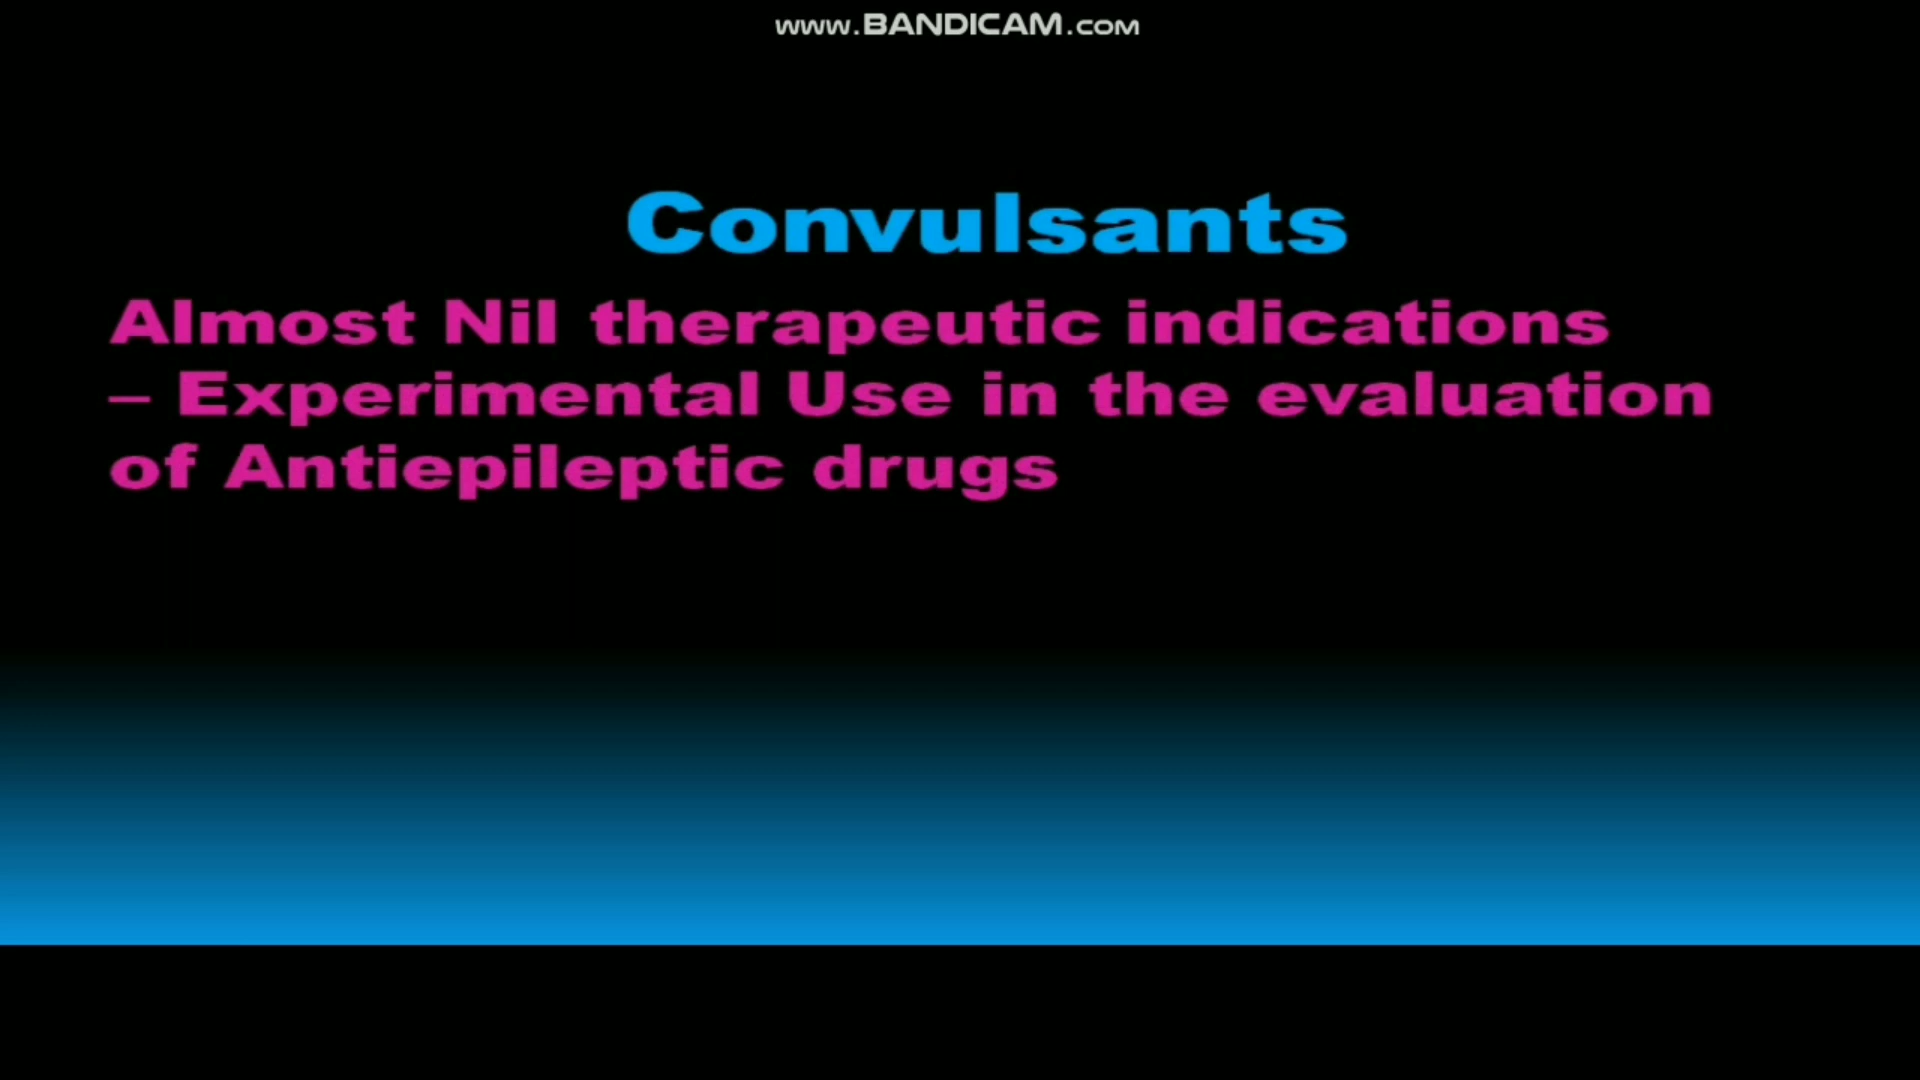 www.BANDICAM.COM
Convulsants
Almost Nil therapeutic indications
– Experimental Use in the evaluation
of Antiepileptic drugs